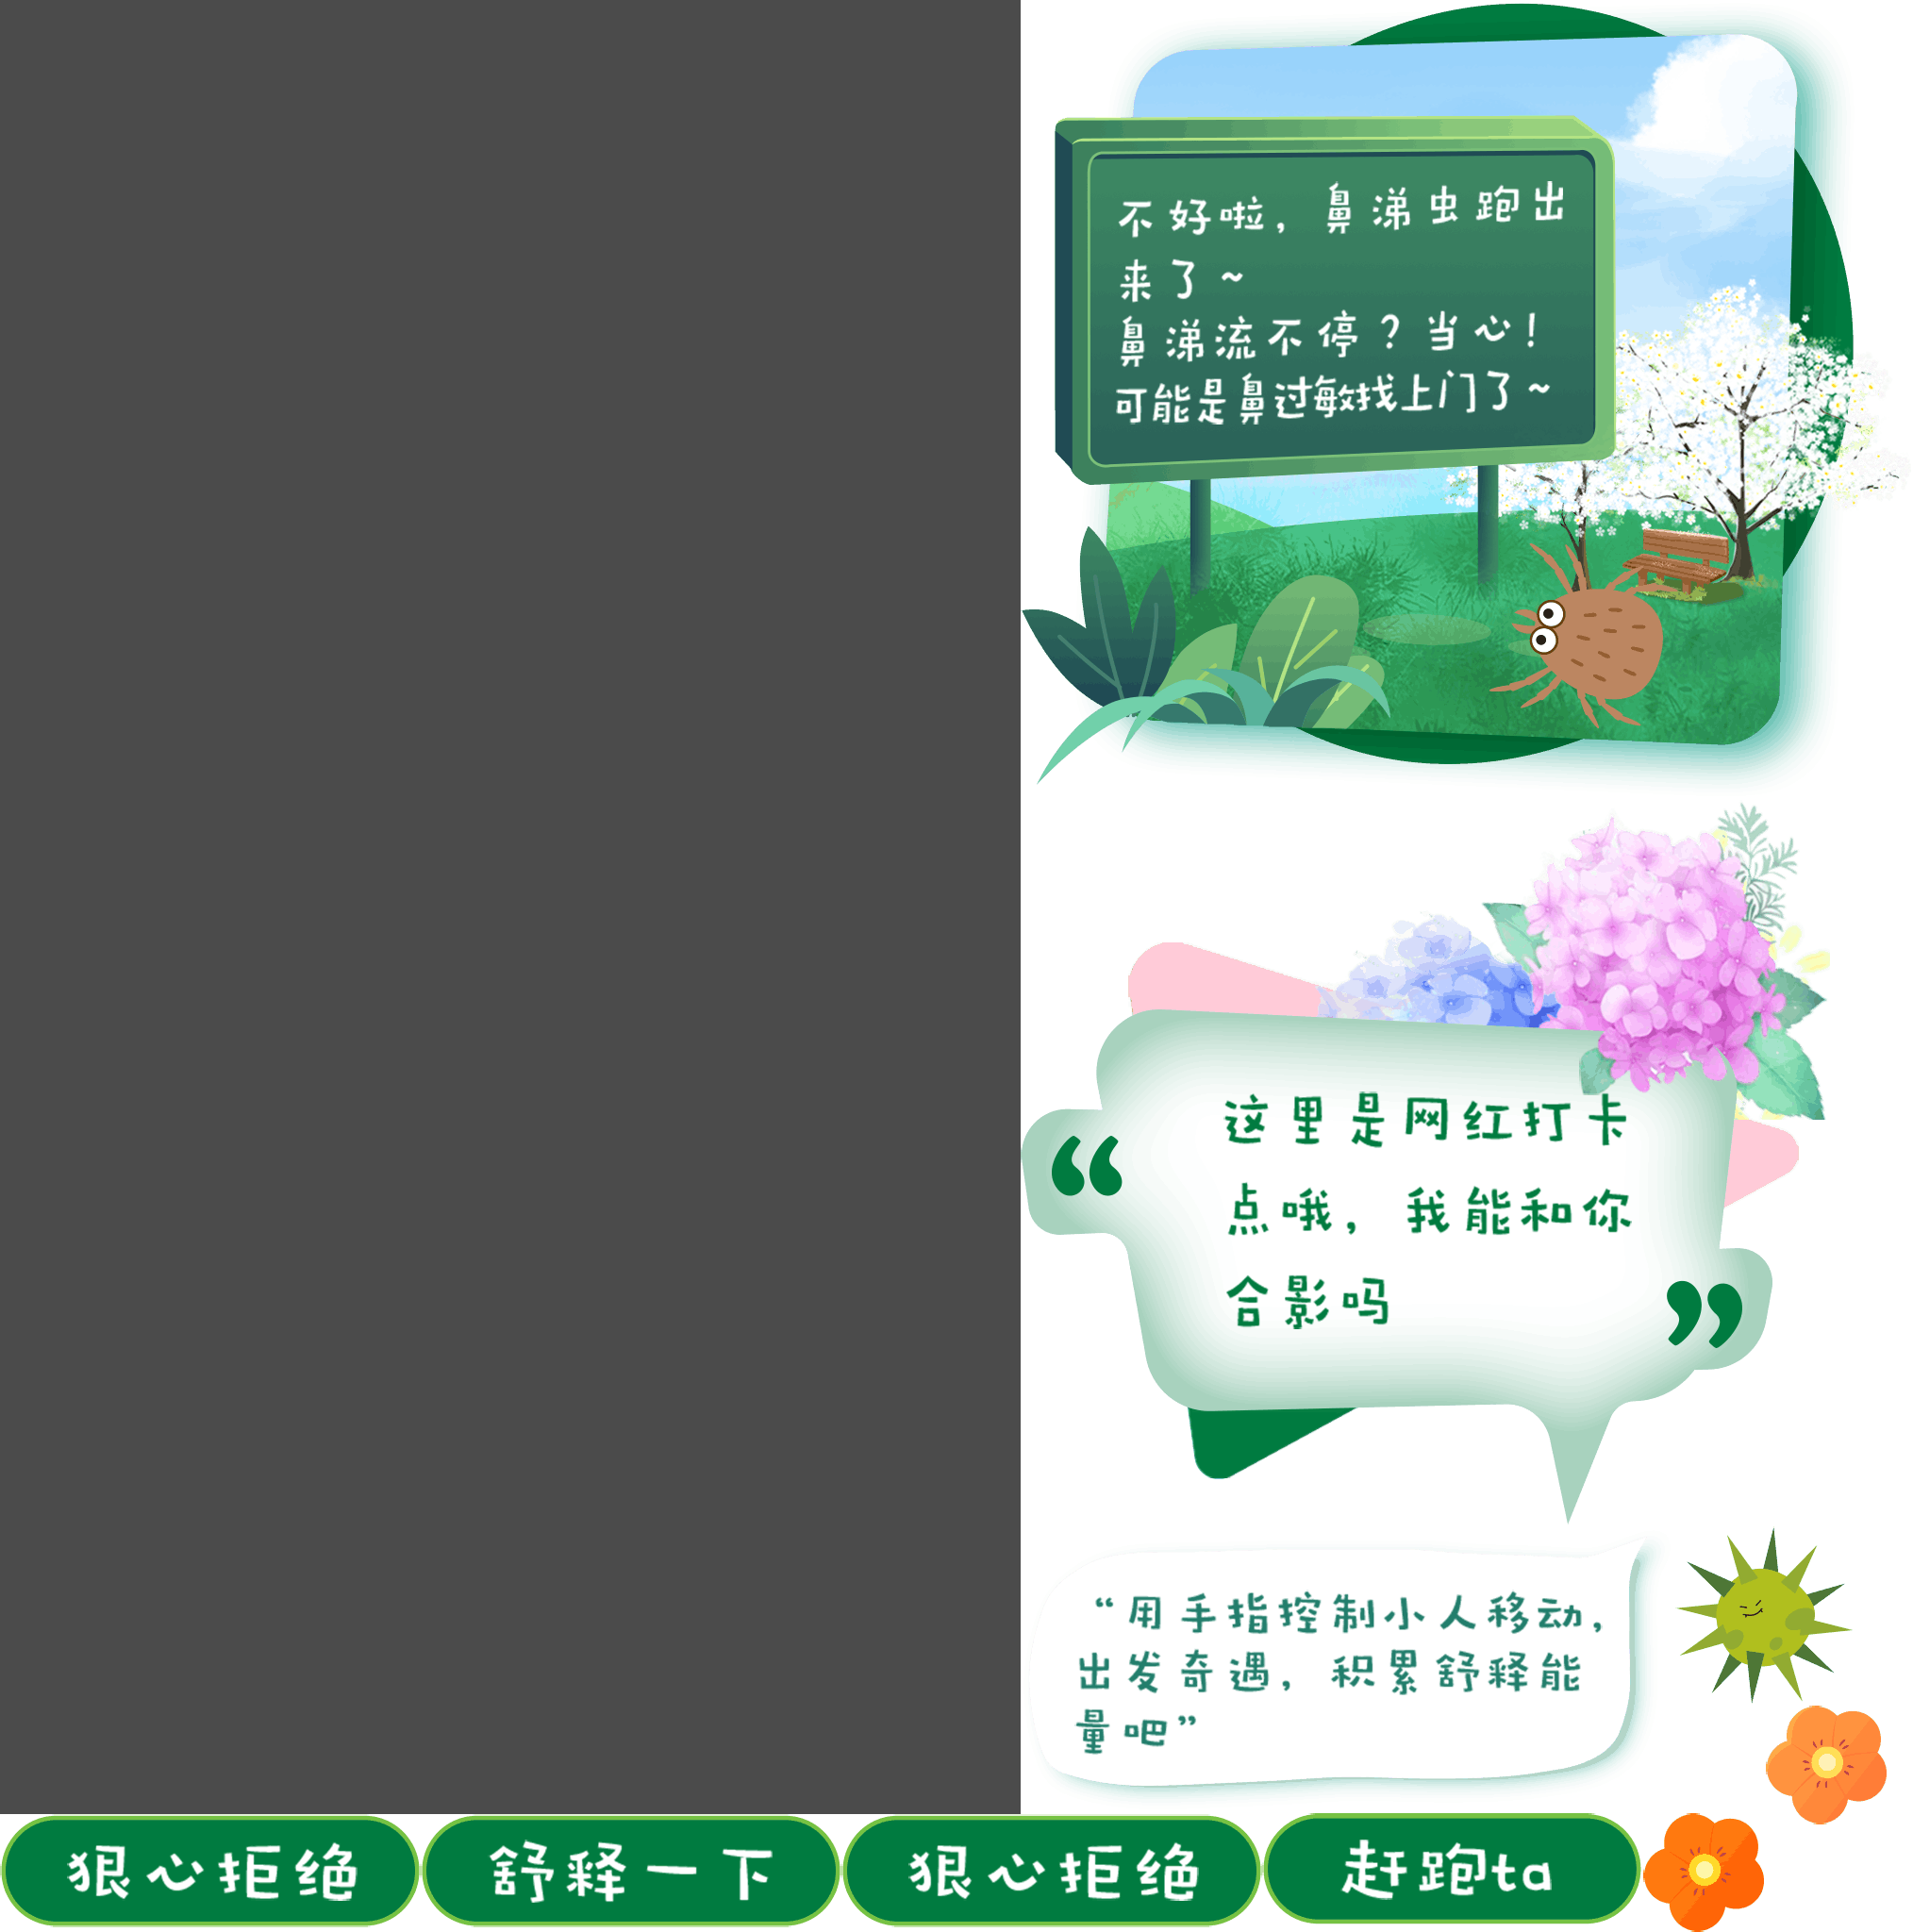 不好啦，鼻涕虫跑出
来了~
鼻涕流不停？当心！
可能是鼻过敏找上门了~
“
这里是网红打卡
点哦，我能和你
合影吗
”
“用手指控制小人移动，
出发奇遇，积累舒释能
量吧”
狠心拒绝
舒释一下
狠心拒绝
赶跑ta